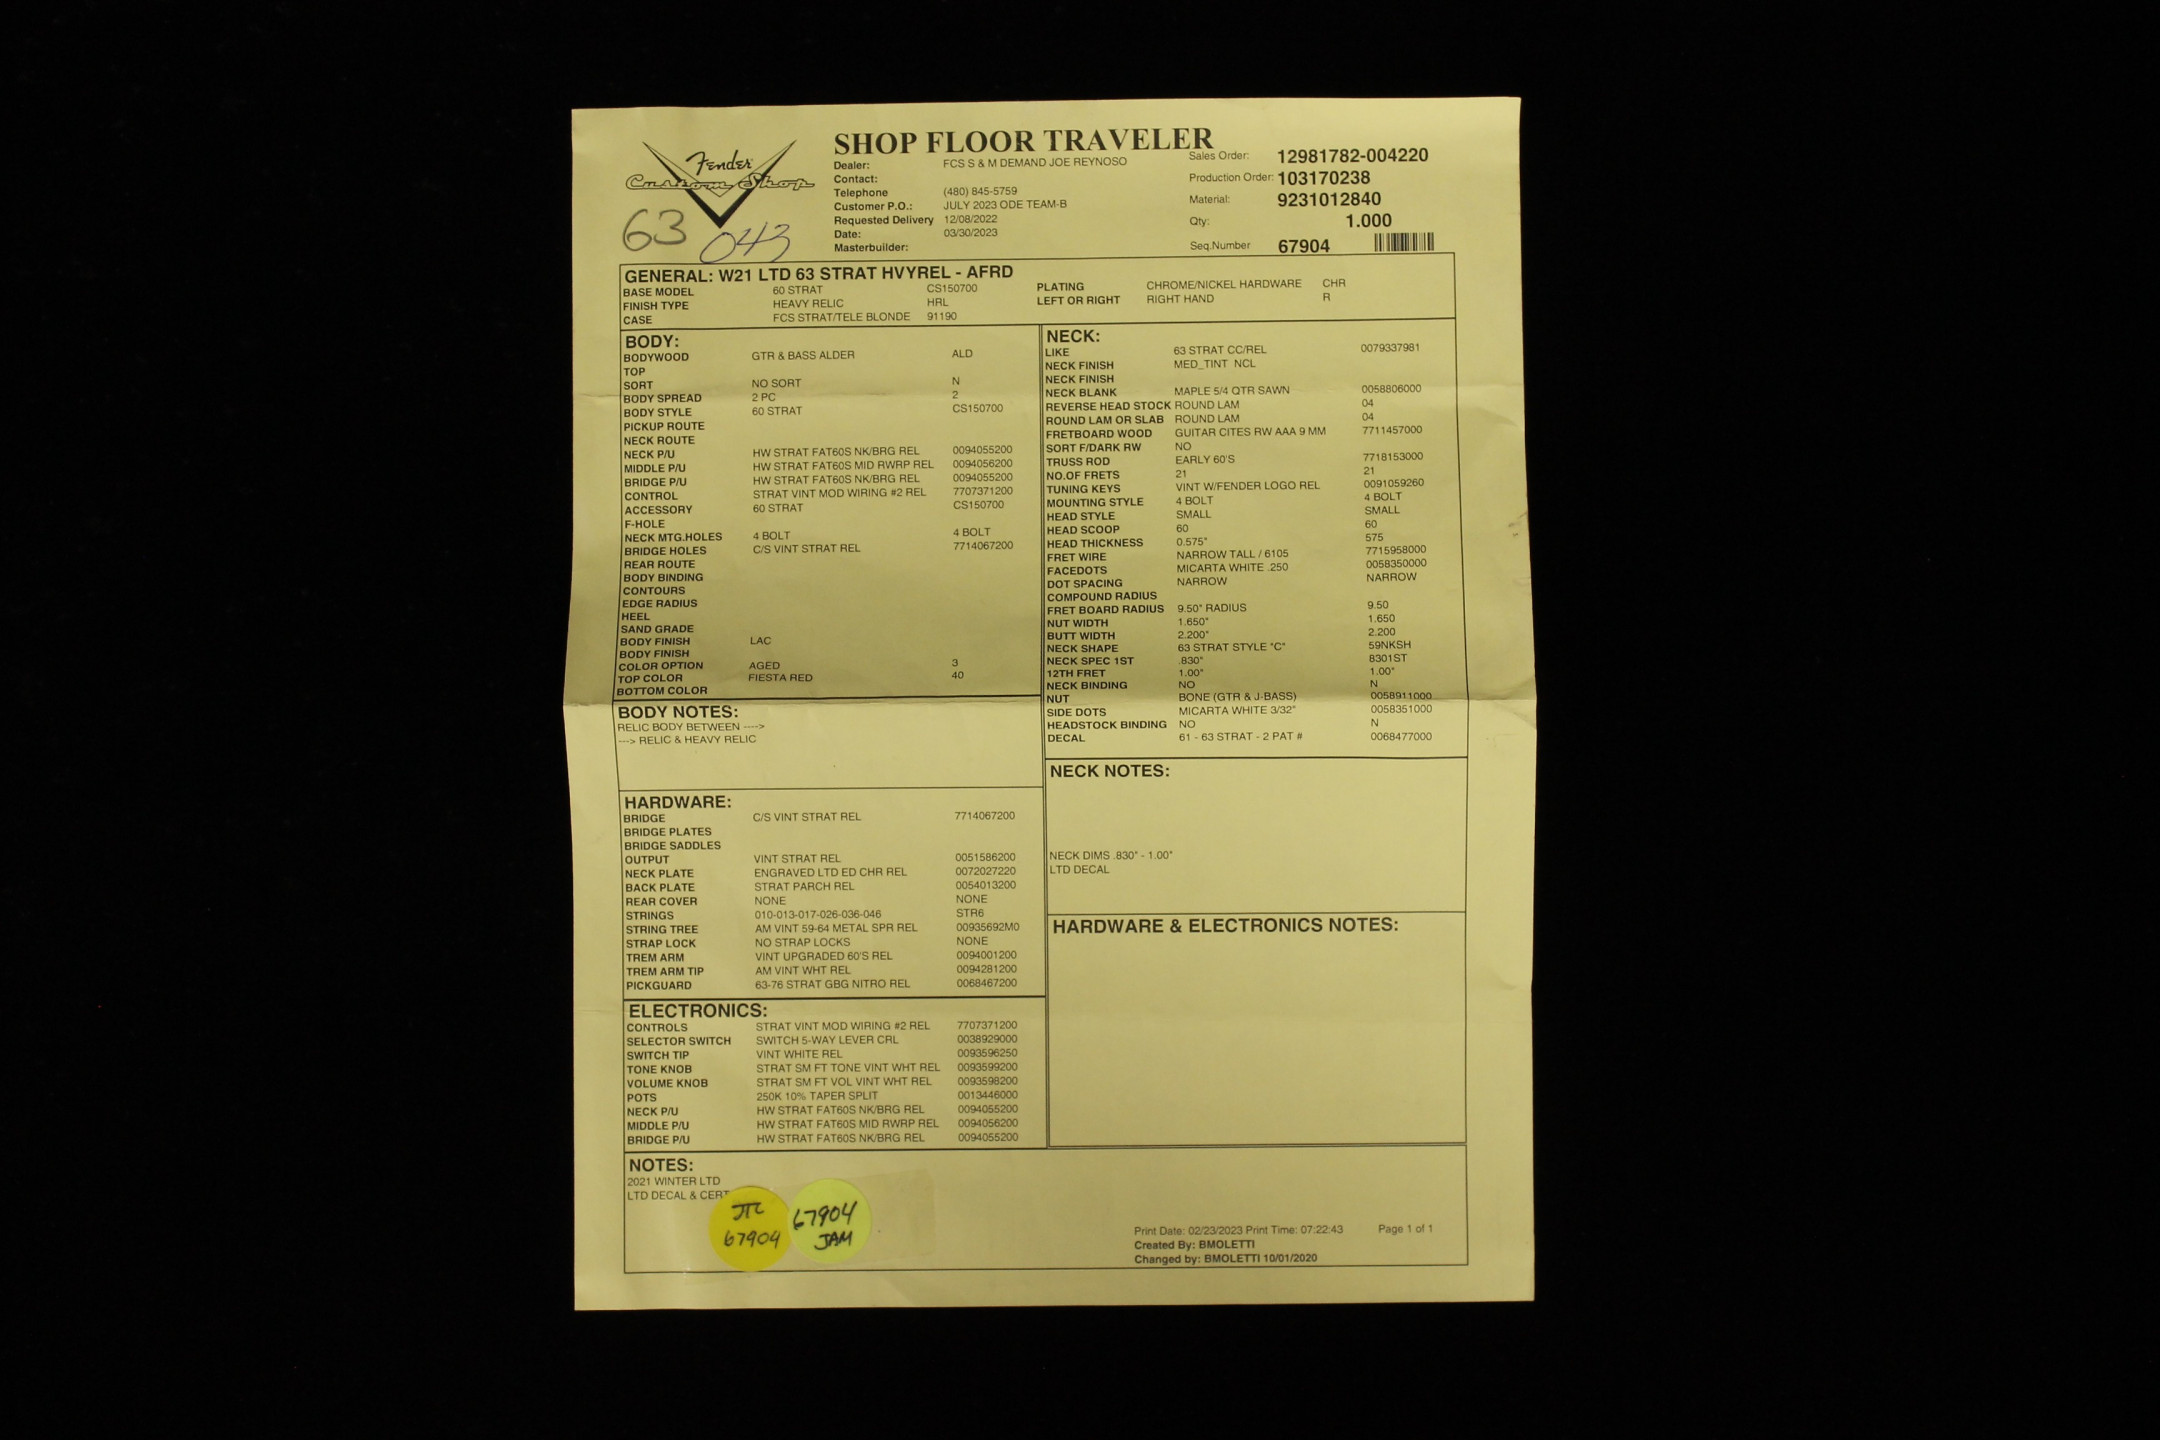 SHOP FLOOR TRAVELER
Fender
Custom Shop
63
043
Dealer: FCS S & M DEMAND JOE REYNOSO
Contact:
Telephone (480) 845-5759
Customer P.O.: JULY 2023 ODE TEAM-B
Requested Delivery 12/08/2022
Date: 03/30/2023
Masterbuilder:
Sales Order: 12981782-004220
Production Order: 103170238
Material: 9231012840
Qty: 1.000
Seq.Number 67904
GENERAL: W21 LTD 63 STRAT HVYREL - AFRD
BASE MODEL 60 STRAT CS150700 PLATING CHROME/NICKEL HARDWARE CHR
FINISH TYPE HEAVY RELIC HRL LEFT OR RIGHT RIGHT HAND R
CASE FCS STRAT/TELE BLONDE 91190
BODY:
BODYWOOD GTR & BASS ALDER ALD
TOP
SORT NO SORT N
BODY SPREAD 2 PC 2
BODY STYLE 60 STRAT CS150700
PICKUP ROUTE
NECK ROUTE
NECK P/U HW STRAT FAT60S NK/BRG REL 0094055200
MIDDLE P/U HW STRAT FAT60S MID RWRP REL 0094056200
BRIDGE P/U HW STRAT FAT60S NK/BRG REL 0094055200
CONTROL STRAT VINT MOD WIRING #2 REL 7707371200
ACCESSORY 60 STRAT CS150700
F-HOLE
NECK MTG.HOLES 4 BOLT 4 BOLT
BRIDGE HOLES C/S VINT STRAT REL 7714067200
REAR ROUTE
BODY BINDING
CONTOURS
EDGE RADIUS
HEEL
SAND GRADE
BODY FINISH LAC
BODY FINISH
COLOR OPTION AGED 3
TOP COLOR FIESTA RED 40
BOTTOM COLOR
BODY NOTES:
RELIC BODY BETWEEN ---->
---> RELIC & HEAVY RELIC
HARDWARE:
BRIDGE C/S VINT STRAT REL 7714067200
BRIDGE PLATES
BRIDGE SADDLES
OUTPUT VINT STRAT REL 0051586200
NECK PLATE ENGRAVED LTD ED CHR REL 0072027220
BACK PLATE STRAT PARCH REL 0054013200
REAR COVER NONE NONE
STRINGS 010-013-017-026-036-046 STR6
STRING TREE AM VINT 59-64 METAL SPR REL 00935692M0
STRAP LOCK NO STRAP LOCKS NONE
TREM ARM VINT UPGRADED 60'S REL 0094001200
TREM ARM TIP AM VINT WHT REL 0094281200
PICKGUARD 63-76 STRAT GBG NITRO REL 0068467200
ELECTRONICS:
CONTROLS STRAT VINT MOD WIRING #2 REL 7707371200
SELECTOR SWITCH SWITCH 5-WAY LEVER CRL 0038929000
SWITCH TIP VINT WHITE REL 0093596250
TONE KNOB STRAT SM FT TONE VINT WHT REL 0093599200
VOLUME KNOB STRAT SM FT VOL VINT WHT REL 0093598200
POTS 250K 10% TAPER SPLIT 0013446000
NECK P/U HW STRAT FAT60S NK/BRG REL 0094055200
MIDDLE P/U HW STRAT FAT60S MID RWRP REL 0094056200
BRIDGE P/U HW STRAT FAT60S NK/BRG REL 0094055200
NECK:
LIKE 63 STRAT CC/REL 0079337981
NECK FINISH MED_TINT NCL
NECK FINISH
NECK BLANK MAPLE 5/4 QTR SAWN 0058806000
REVERSE HEAD STOCK ROUND LAM 04
ROUND LAM OR SLAB ROUND LAM 04
FRETBOARD WOOD GUITAR CITES RW AAA 9 MM 7711457000
SORT F/DARK RW NO
TRUSS ROD EARLY 60'S 7718153000
NO.OF FRETS 21 21
TUNING KEYS VINT W/FENDER LOGO REL 0091059260
MOUNTING STYLE 4 BOLT 4 BOLT
HEAD STYLE SMALL SMALL
HEAD SCOOP 60 60
HEAD THICKNESS 0.575" 575
FRET WIRE NARROW TALL / 6105 7715958000
FACEDOTS MICARTA WHITE .250 0058350000
DOT SPACING NARROW NARROW
COMPOUND RADIUS
FRET BOARD RADIUS 9.50" RADIUS 9.50
NUT WIDTH 1.650" 1.650
BUTT WIDTH 2.200" 2.200
NECK SHAPE 63 STRAT STYLE "C" 59NKSH
NECK SPEC 1ST .830" 8301ST
12TH FRET 1.00" 1.00"
NECK BINDING NO N
NUT BONE (GTR & J-BASS) 0058911000
SIDE DOTS MICARTA WHITE 3/32" 0058351000
HEADSTOCK BINDING NO N
DECAL 61 - 63 STRAT - 2 PAT # 0068477000
NECK NOTES:
NECK DIMS .830" - 1.00"
LTD DECAL
HARDWARE & ELECTRONICS NOTES:
NOTES:
2021 WINTER LTD
LTD DECAL & CERT
JTC
67904
67904
JAM
Print Date: 02/23/2023 Print Time: 07:22:43 Page 1 of 1
Created By: BMOLETTI
Changed by: BMOLETTI 10/01/2020